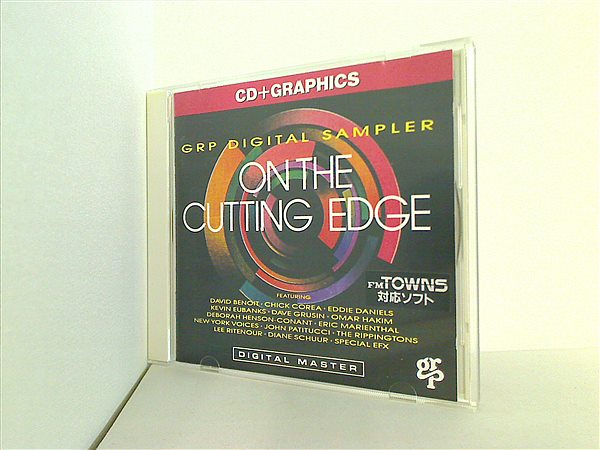 CD+GRAPHICS
GRP DIGITAL SAMPLER
ON THE
CUTTING EDGE
FM TOWNS
対応ソフト
FEATURING
DAVID BENOIT · CHICK COREA · EDDIE DANIELS
KEVIN EUBANKS · DAVE GRUSIN · OMAR HAKIM
DEBORAH HENSON-CONANT · ERIC MARIENTHAL
NEW YORK VOICES · JOHN PATITUCCI · THE RIPPINGTONS
LEE RITENOUR · DIANE SCHUUR · SPECIAL EFX
DIGITAL MASTER
grp